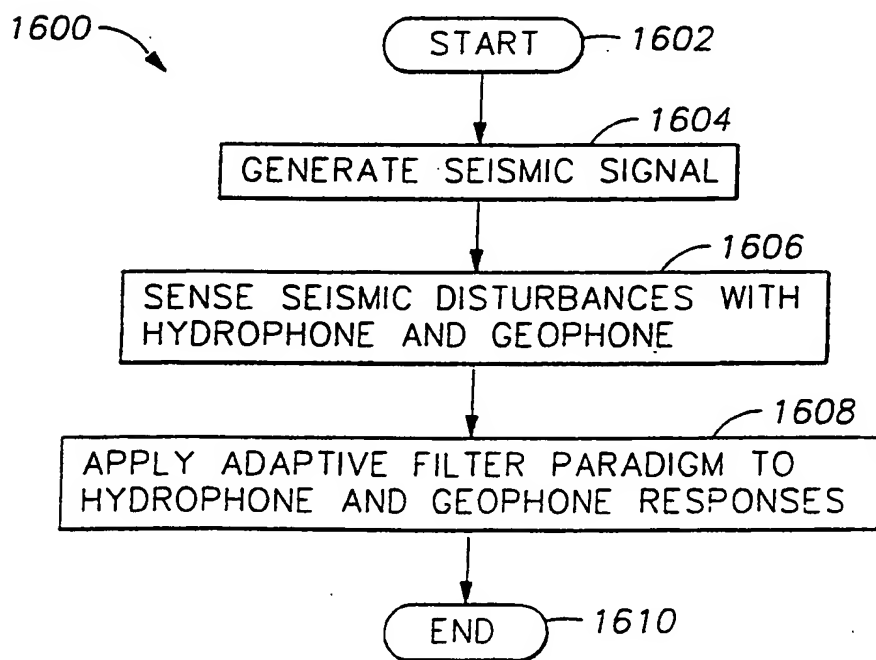 1600
START
1602
1604
GENERATE SEISMIC SIGNAL
1606
SENSE SEISMIC DISTURBANCES WITH
HYDROPHONE AND GEOPHONE
1608
APPLY ADAPTIVE FILTER PARADIGM TO
HYDROPHONE AND GEOPHONE RESPONSES
END
1610